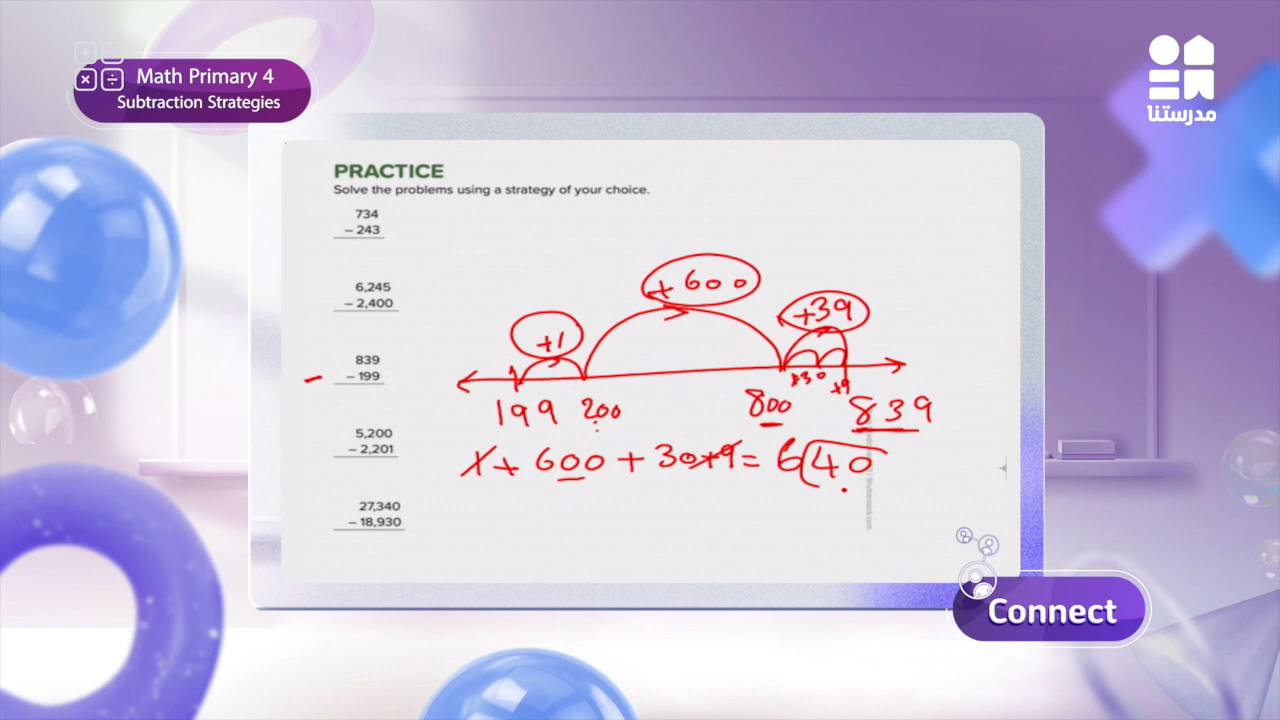 Math Primary 4
Subtraction Strategies
مدرستنا
PRACTICE
Solve the problems using a strategy of your choice.
734
− 243
6,245
− 2,400
839
− 199
5,200
− 2,201
27,340
− 18,930
+1
+600
+39
+30
+9
199 200 800 839
1 + 600 + 30 + 9 = 640
Connect